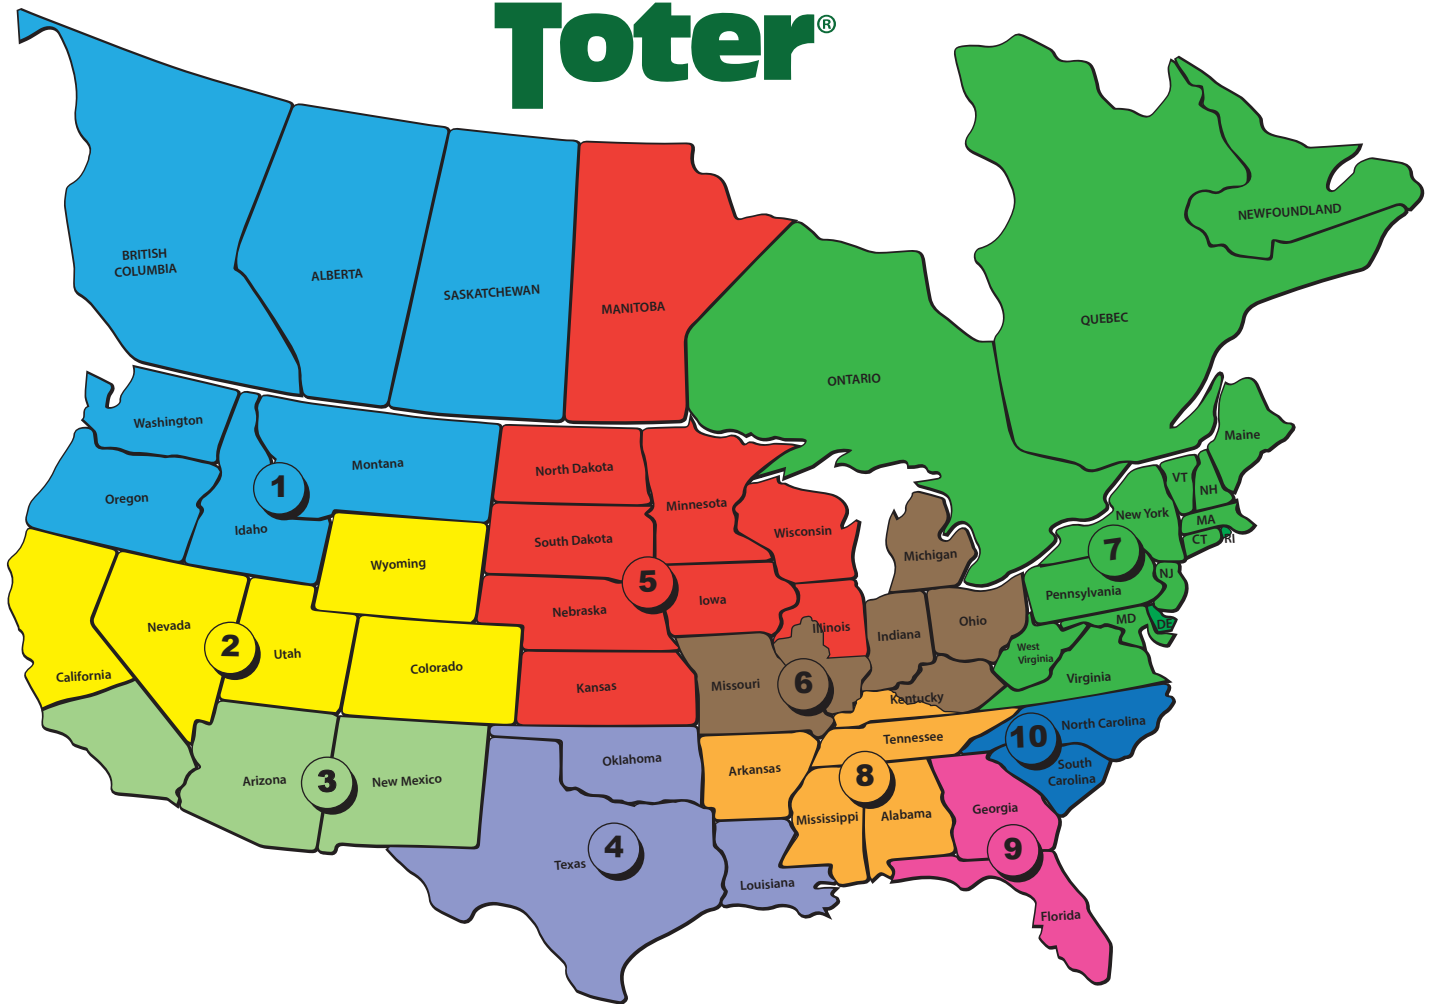 Toter®
BRITISH
COLUMBIA
ALBERTA
SASKATCHEWAN
MANITOBA
ONTARIO
QUEBEC
NEWFOUNDLAND
Washington
Oregon
Idaho
Montana
1
Wyoming
Nevada
California
2
Utah
Colorado
Arizona
3
New Mexico
North Dakota
South Dakota
Nebraska
Kansas
Minnesota
Iowa
Wisconsin
Illinois
5
Oklahoma
Texas
4
Louisiana
Missouri
6
Michigan
Indiana
Ohio
Kentucky
Tennessee
Arkansas
8
Mississippi
Alabama
Maine
VT
NH
New York
MA
CT
RI
7
NJ
Pennsylvania
MD
DE
West
Virginia
Virginia
10
North Carolina
South
Carolina
Georgia
9
Florida